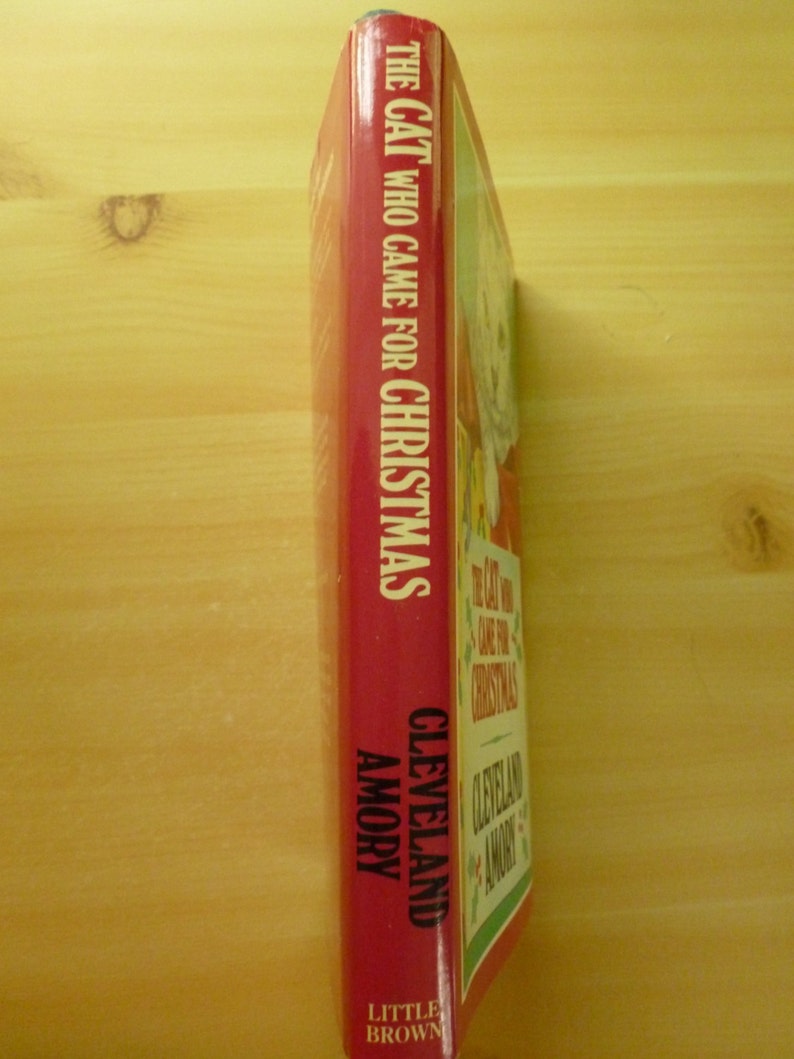 THE CAT WHO CAME FOR CHRISTMAS
CLEVELAND
AMORY
LITTLE
BROWN
THE CAT WHO
CAME FOR
CHRISTMAS
CLEVELAND
AMORY